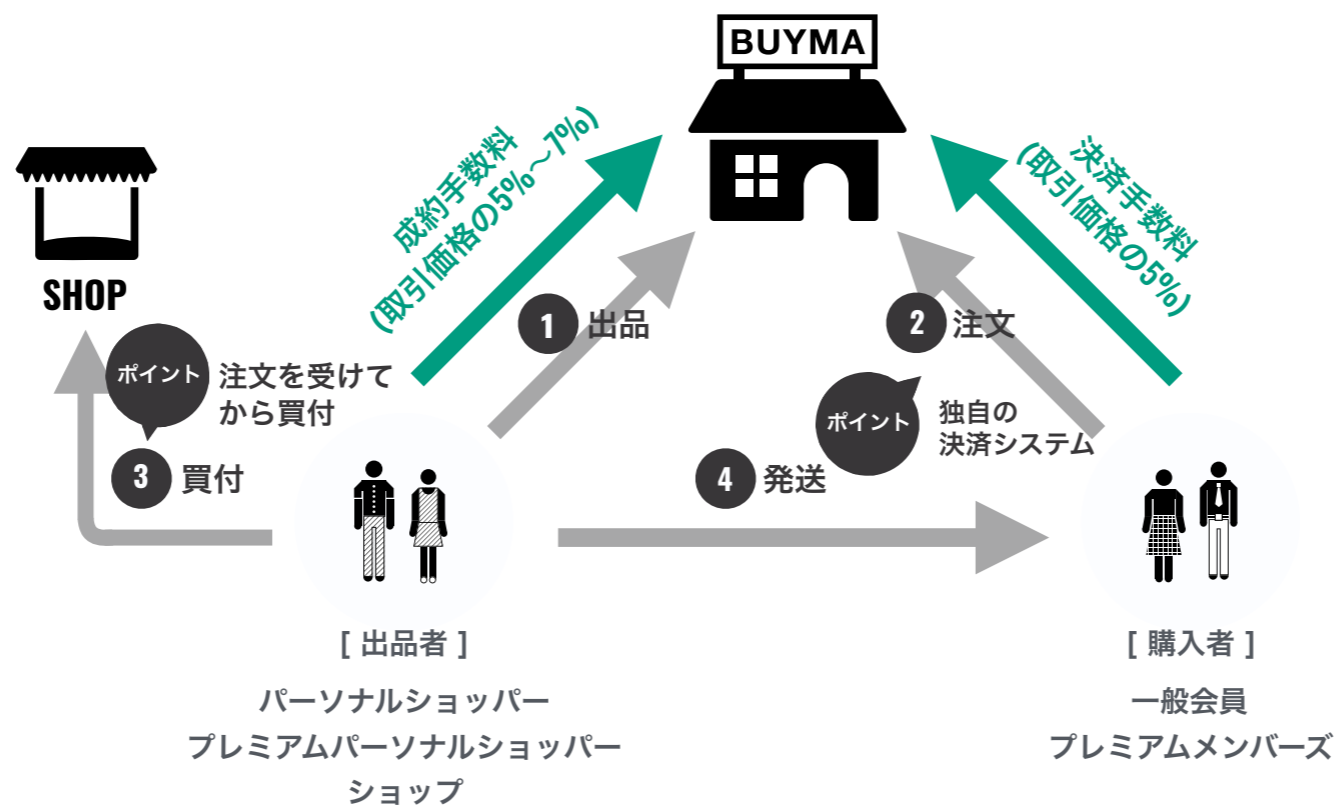 BUYMA
成約手数料
(取引価格の5%〜7%)
決済手数料
(取引価格の5%)
SHOP
1 出品
2 注文
ポイント
注文を受けて
から買付
ポイント
独自の
決済システム
3 買付
4 発送
[ 出品者 ]
パーソナルショッパー
プレミアムパーソナルショッパー
ショップ
[ 購入者 ]
一般会員
プレミアムメンバーズ